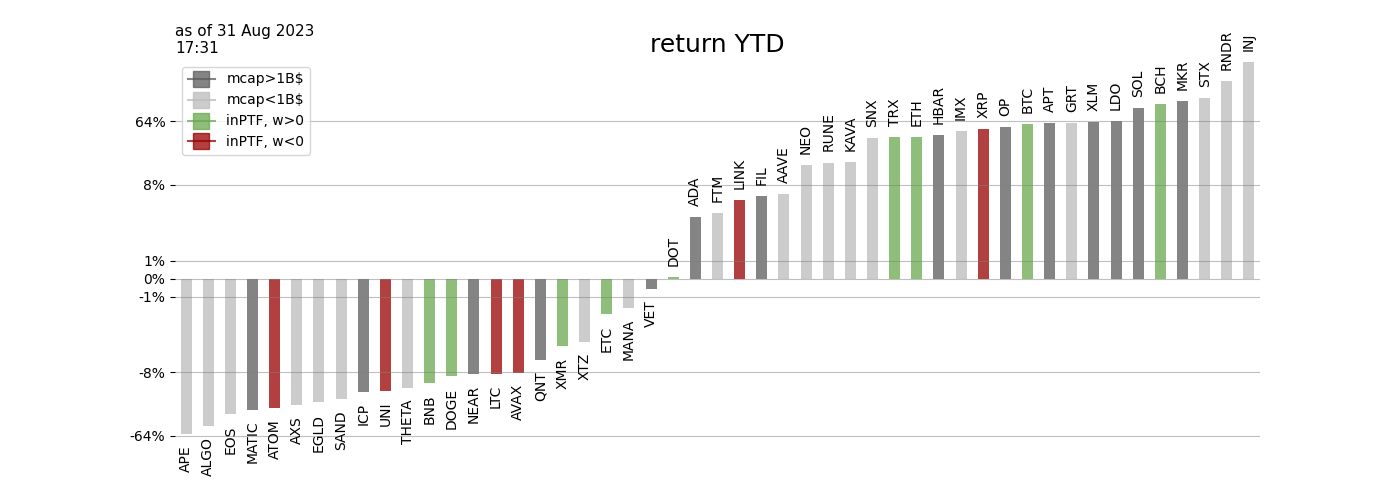 as of 31 Aug 2023
17:31
return YTD
mcap>1B$
mcap<1B$
inPTF, w>0
inPTF, w<0
64%
8%
1%
0%
-1%
-8%
-64%
APE
ALGO
EOS
MATIC
ATOM
AXS
EGLD
SAND
ICP
UNI
THETA
BNB
DOGE
NEAR
LTC
AVAX
QNT
XMR
XTZ
ETC
MANA
VET
DOT
ADA
FTM
LINK
FIL
AAVE
NEO
RUNE
KAVA
SNX
TRX
ETH
HBAR
IMX
XRP
OP
BTC
APT
GRT
XLM
LDO
SOL
BCH
MKR
STX
RNDR
INJ